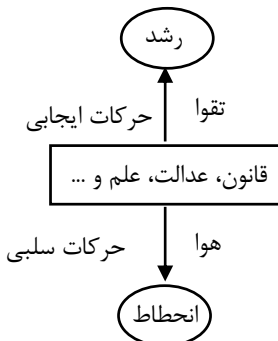 رشد
تقوا
حرکات ایجابی
قانون، عدالت، علم و ...
هوا
حرکات سلبی
انحطاط